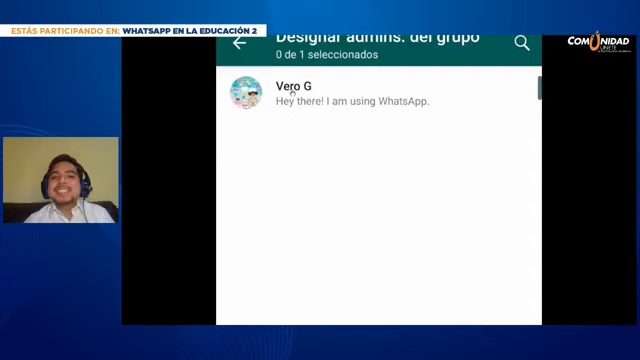 ESTÁS PARTICIPANDO EN: WHATSAPP EN LA EDUCACIÓN 2
COMUNIDAD
ÚNETE
Designar admins. del grupo
0 de 1 seleccionados
Vero G
Hey there! I am using WhatsApp.